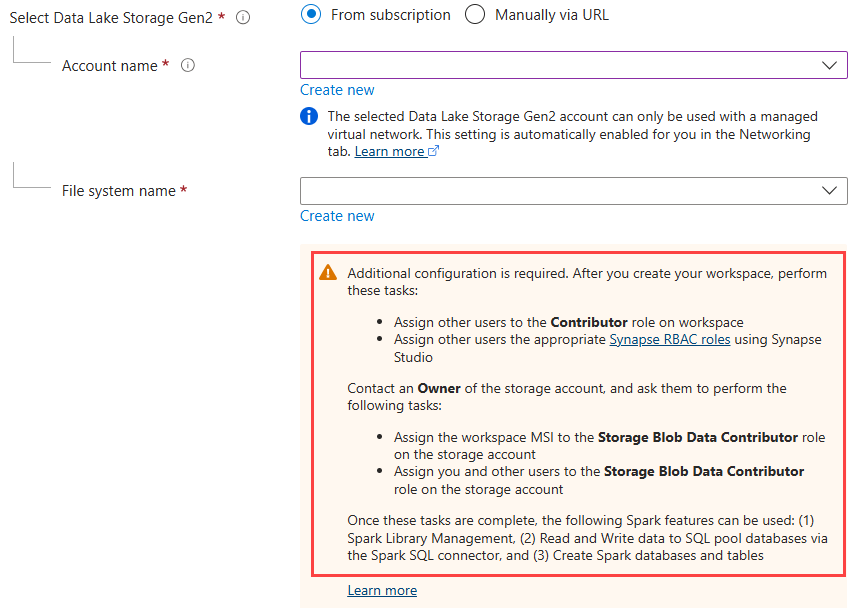 Select Data Lake Storage Gen2 * From subscription Manually via URL
Account name *
Create new
The selected Data Lake Storage Gen2 account can only be used with a managed
virtual network. This setting is automatically enabled for you in the Networking
tab. Learn more
File system name *
Create new
Additional configuration is required. After you create your workspace, perform
these tasks:
• Assign other users to the Contributor role on workspace
• Assign other users the appropriate Synapse RBAC roles using Synapse
Studio
Contact an Owner of the storage account, and ask them to perform the
following tasks:
• Assign the workspace MSI to the Storage Blob Data Contributor role
on the storage account
• Assign you and other users to the Storage Blob Data Contributor
role on the storage account
Once these tasks are complete, the following Spark features can be used: (1)
Spark Library Management, (2) Read and Write data to SQL pool databases via
the Spark SQL connector, and (3) Create Spark databases and tables
Learn more